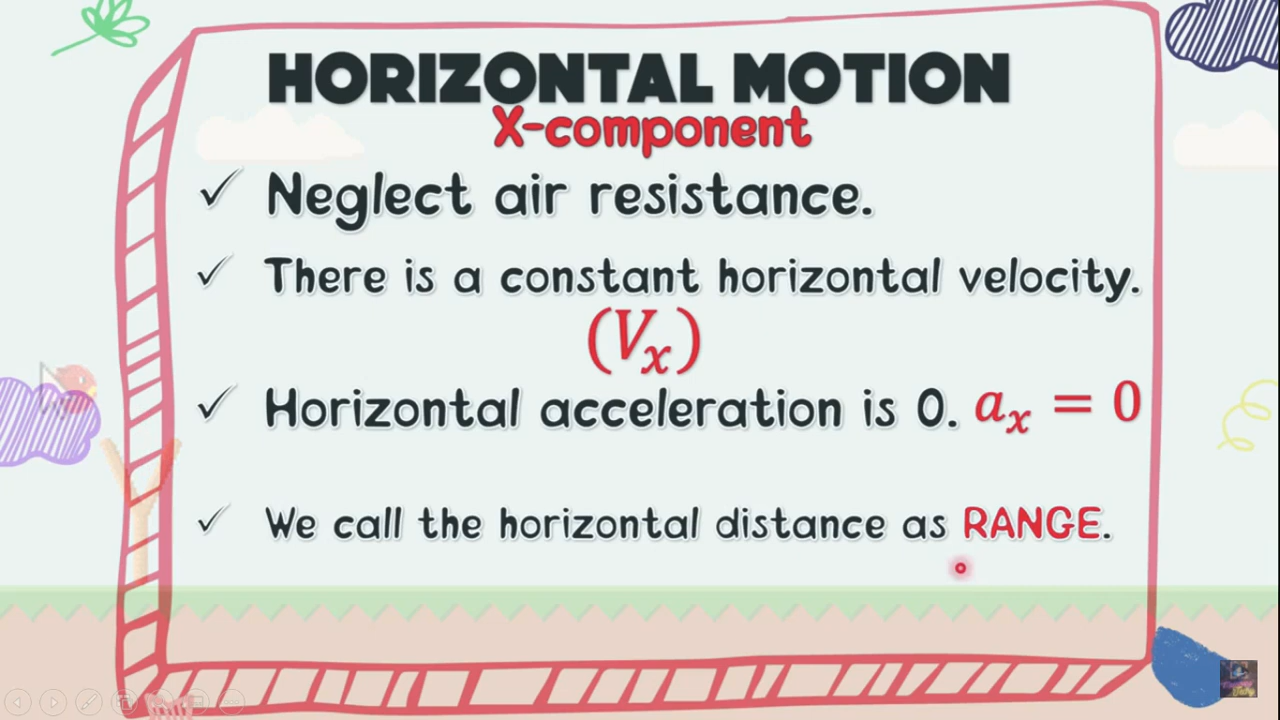 HORIZONTAL MOTION
X-component
✓ Neglect air resistance.
✓ There is a constant horizontal velocity.
(Vₓ)
✓ Horizontal acceleration is 0. aₓ = 0
✓ We call the horizontal distance as RANGE.